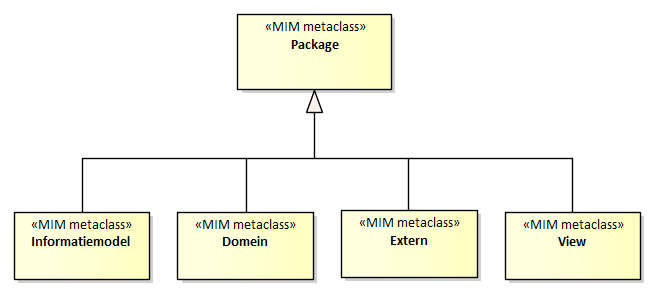 «MIM metaclass»
Package
«MIM metaclass»
Informatiemodel
«MIM metaclass»
Domein
«MIM metaclass»
Extern
«MIM metaclass»
View